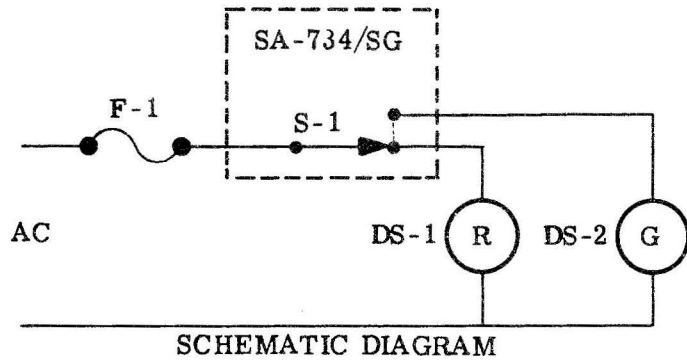 SA-734/SG
F-1
S-1
AC
DS-1 R DS-2 G
SCHEMATIC DIAGRAM